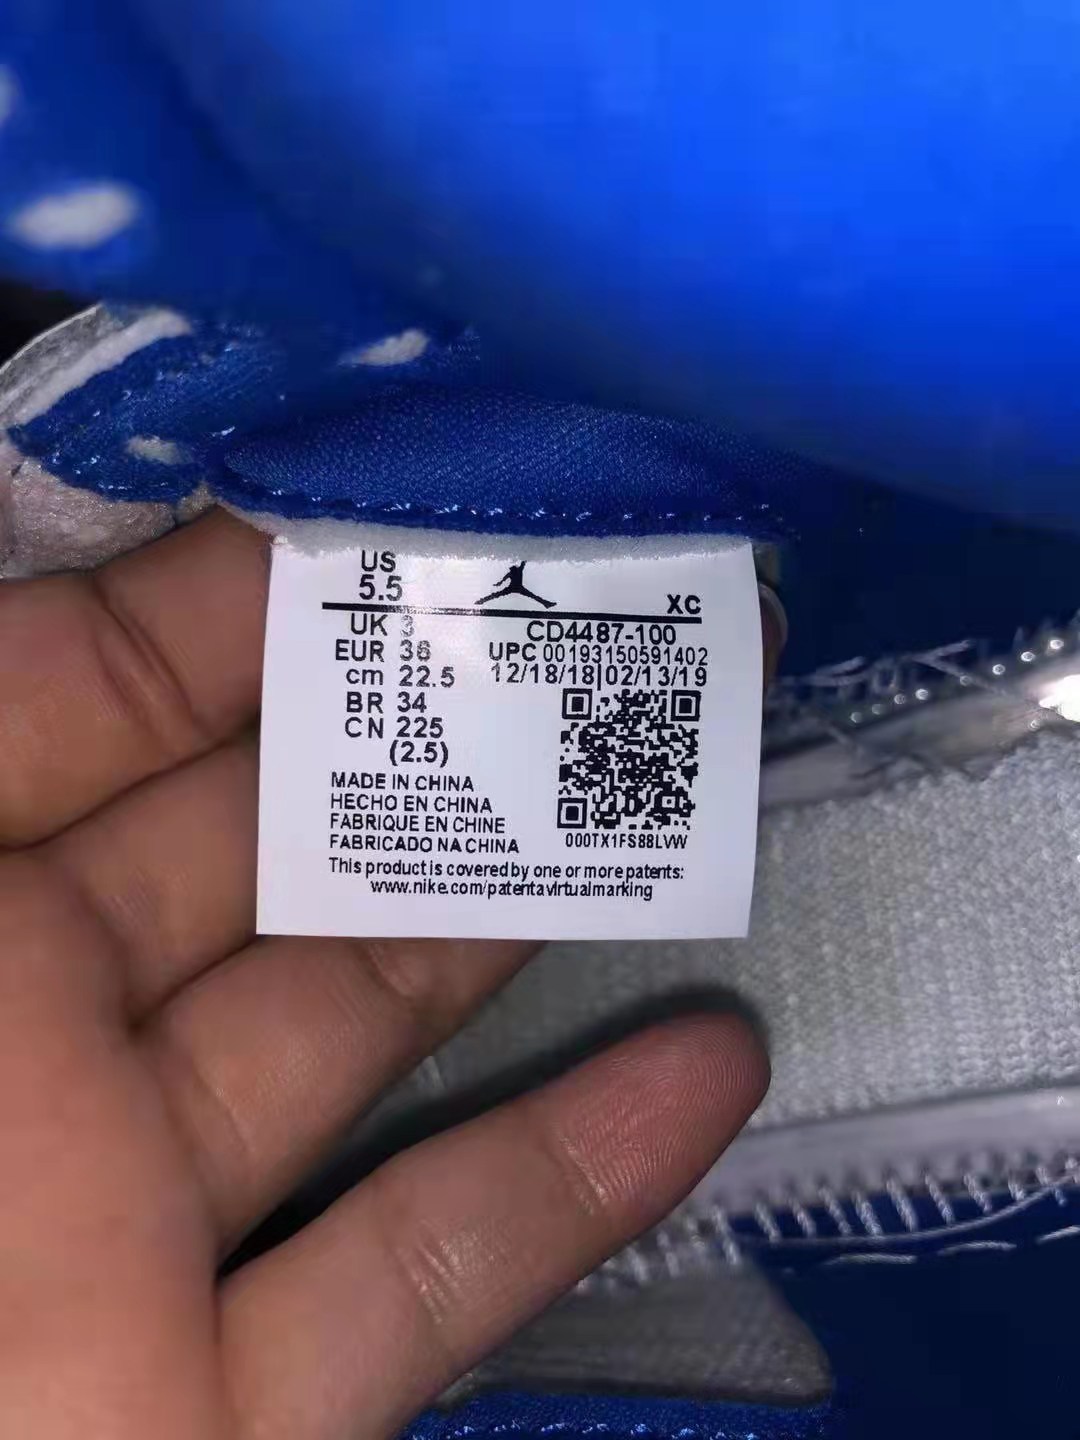 US
5.5
XC
UK 3
EUR 36
cm 22.5
BR 34
CN 225
(2.5)
CD4487-100
UPC 00193150591402
12/18/18|02/13/19
MADE IN CHINA
HECHO EN CHINA
FABRIQUE EN CHINE
FABRICADO NA CHINA
000TX1FS88LVW
This product is covered by one or more patents:
www.nike.com/patentavirtualmarking